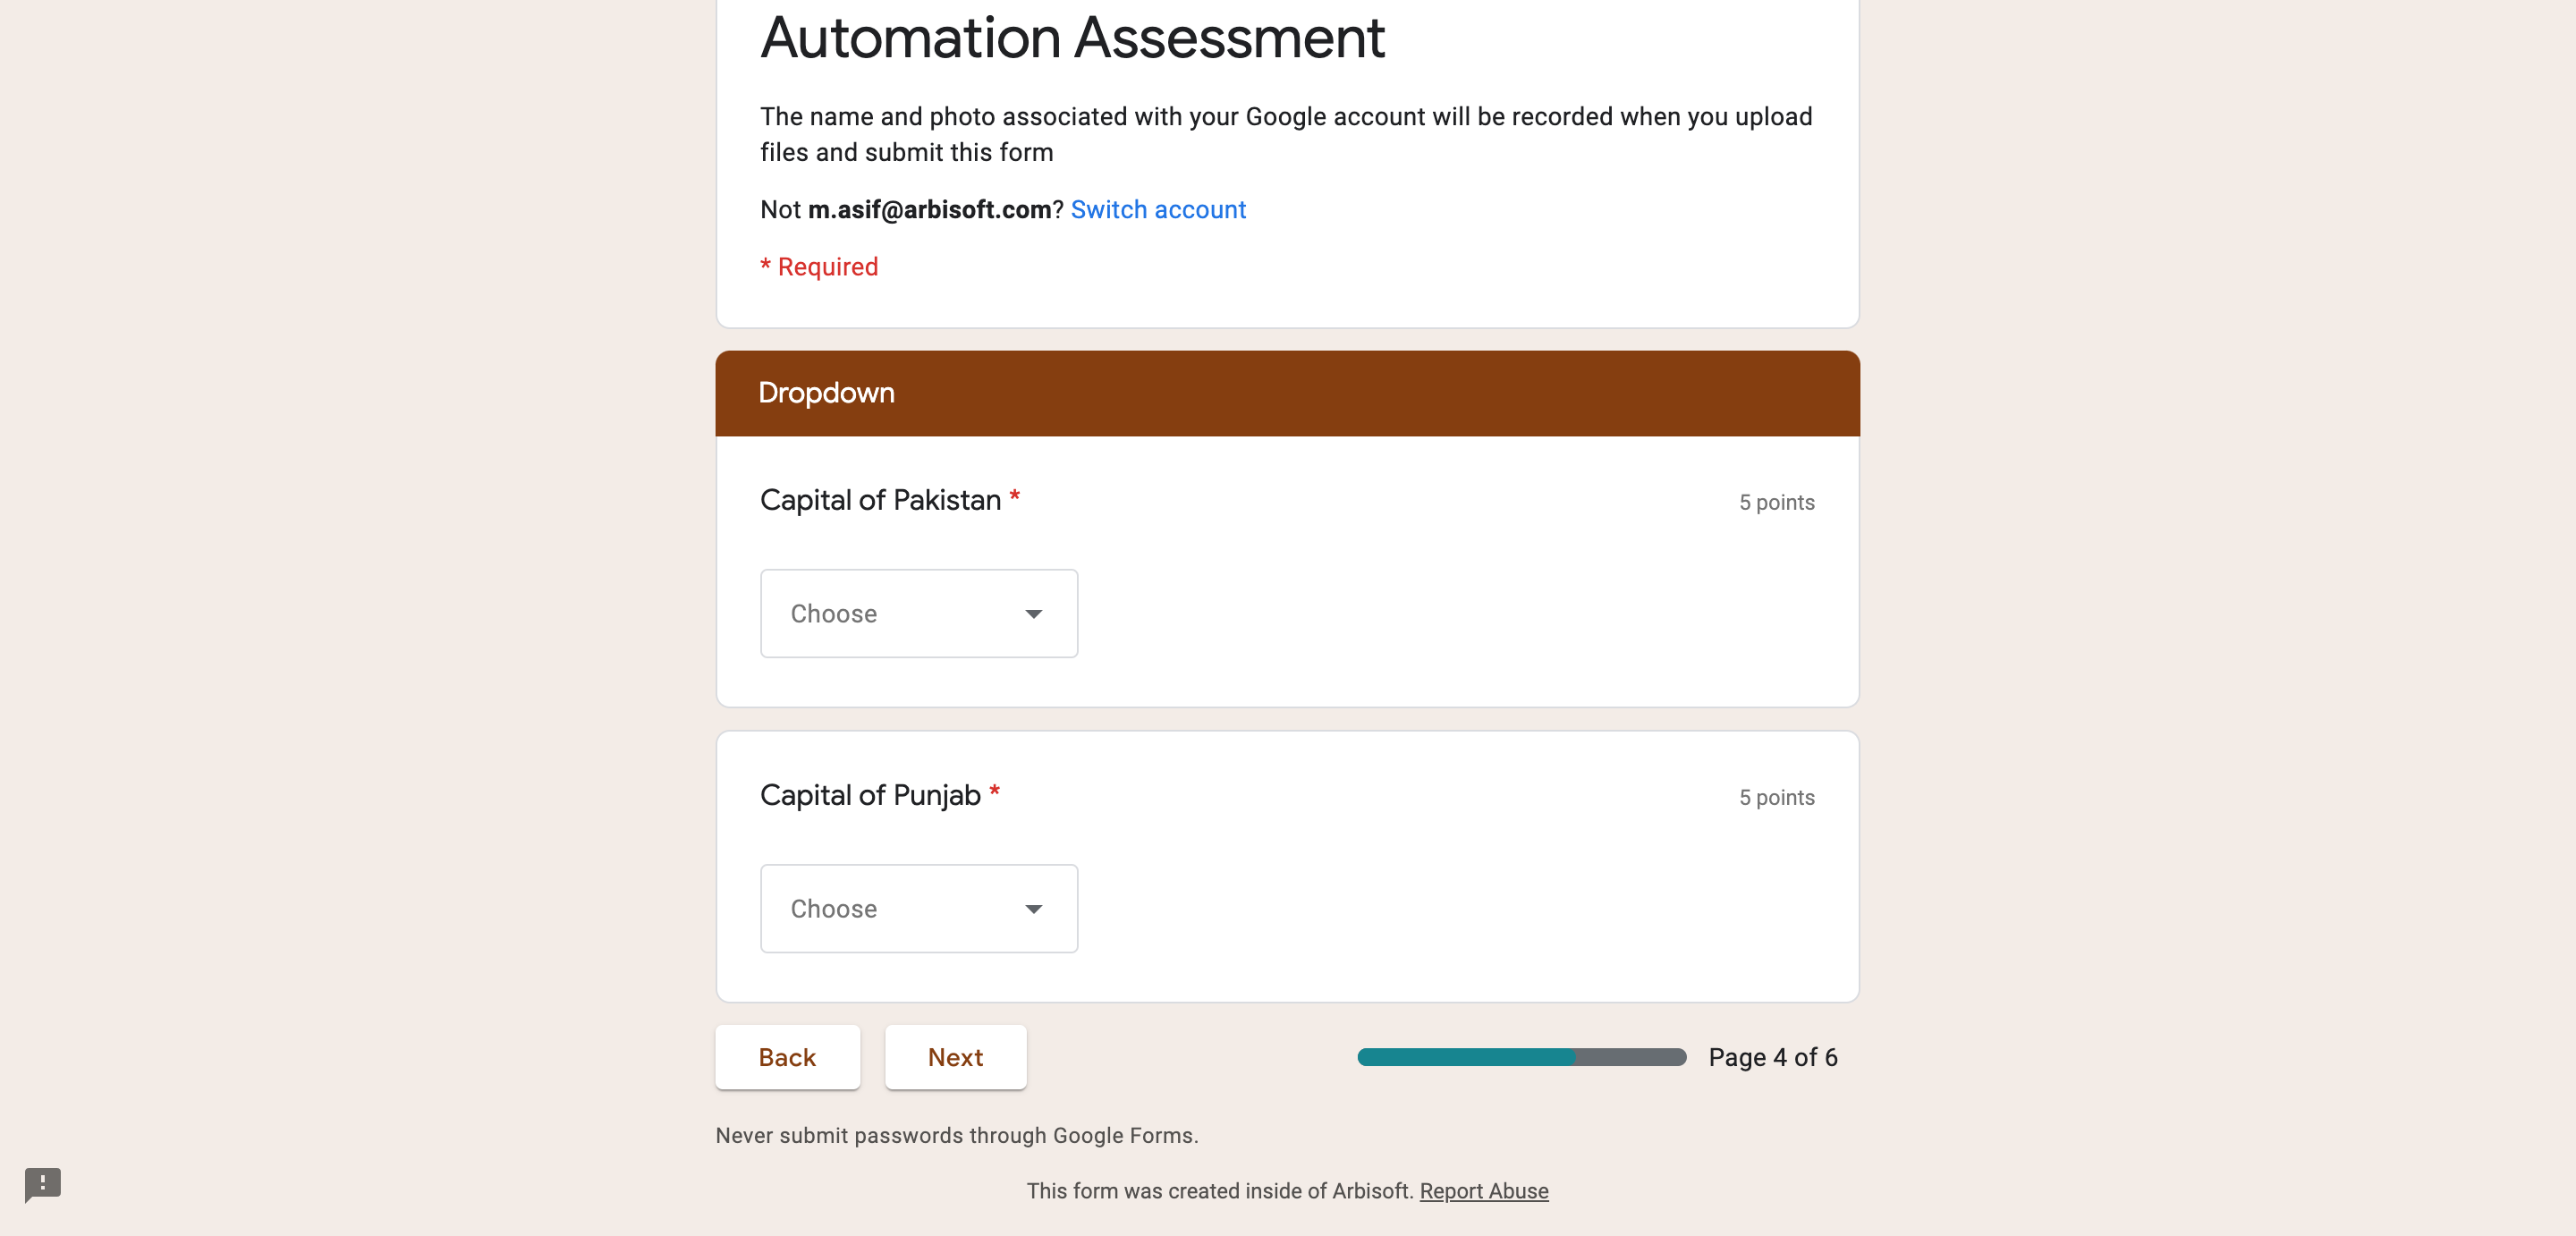 Automation Assessment
The name and photo associated with your Google account will be recorded when you upload
files and submit this form
Not m.asif@arbisoft.com? Switch account
* Required
Dropdown
Capital of Pakistan *
5 points
Choose
Capital of Punjab *
5 points
Choose
Back
Next
Page 4 of 6
Never submit passwords through Google Forms.
This form was created inside of Arbisoft. Report Abuse